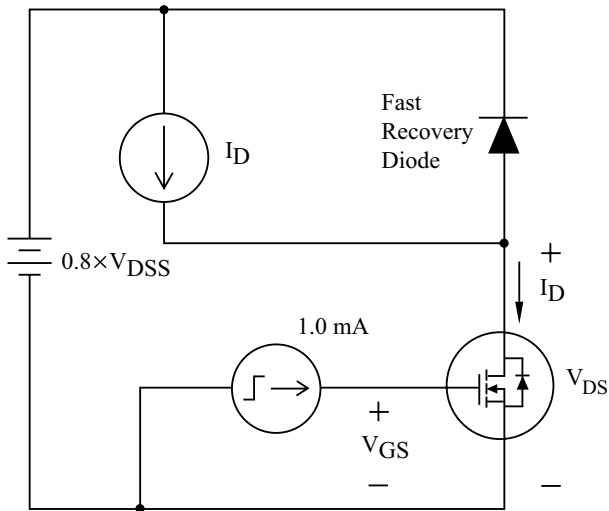 Fast
Recovery
Diode
I_D
0.8×V_DSS
+
I_D
1.0 mA
V_DS
+
V_GS
−
−